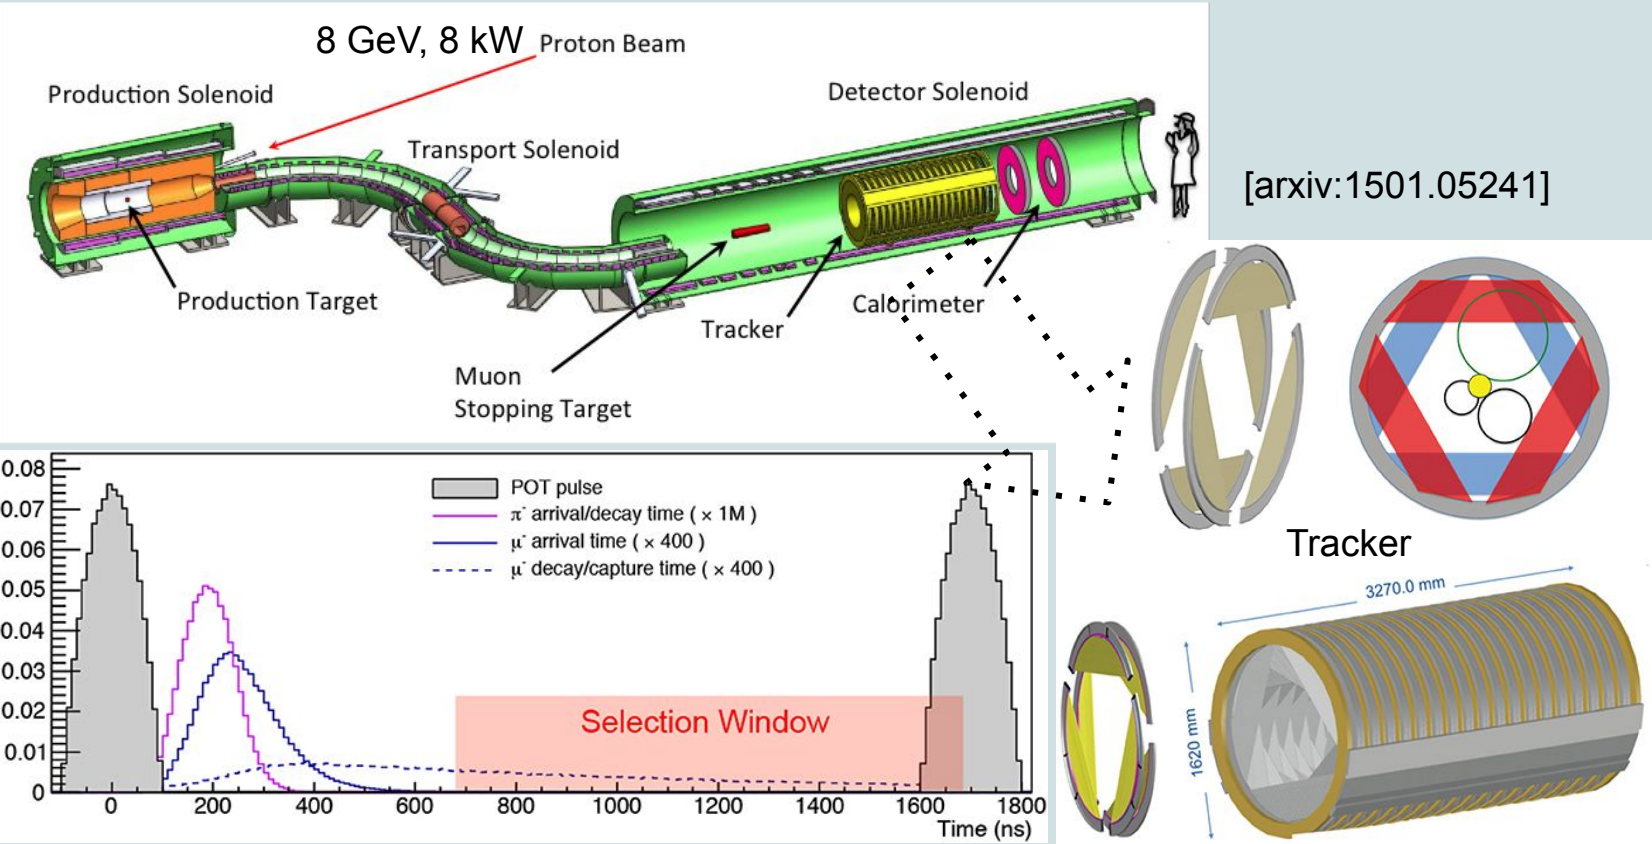 8 GeV, 8 kW
Proton Beam
Production Solenoid
Detector Solenoid
Transport Solenoid
[arxiv:1501.05241]
Production Target
Calorimeter
Tracker
Muon
Stopping Target
Tracker
0.08
0.07
0.06
0.05
0.04
0.03
0.02
0.01
0
POT pulse
π- arrival/decay time ( × 1M )
μ- arrival time ( × 400 )
μ- decay/capture time ( × 400 )
Selection Window
0 200 400 600 800 1000 1200 1400 1600 1800
Time (ns)
3270.0 mm
1620 mm